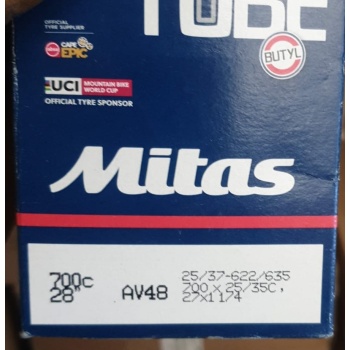 TUBE
OFFICIAL
TYRE SUPPLIER
CAPE
EPIC
BUTYL
UCI MOUNTAIN BIKE
WORLD CUP
OFFICIAL TYRE SPONSOR
Mitas
700c
28"
AV48
25/37-622/635
700 x 25/35C,
27x1 1/4